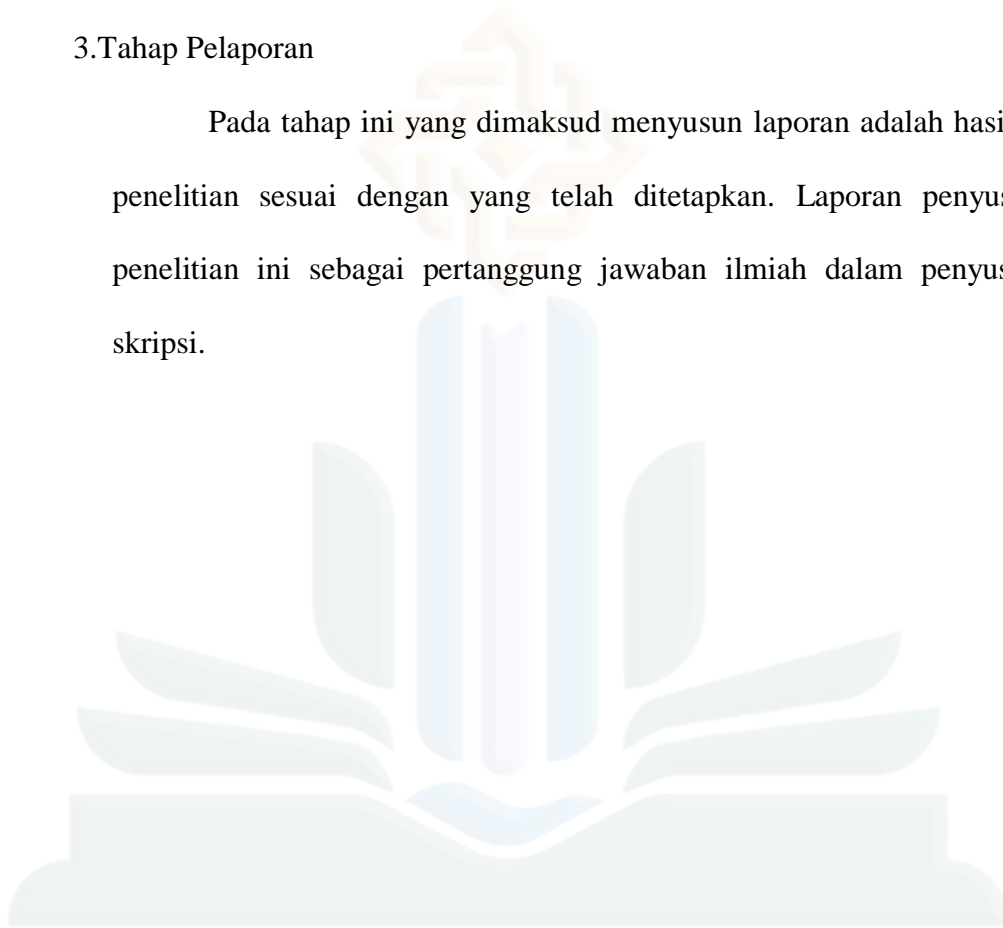 3.Tahap Pelaporan
Pada tahap ini yang dimaksud menyusun laporan adalah hasi
penelitian sesuai dengan yang telah ditetapkan. Laporan penyus
penelitian ini sebagai pertanggung jawaban ilmiah dalam penyus
skripsi.